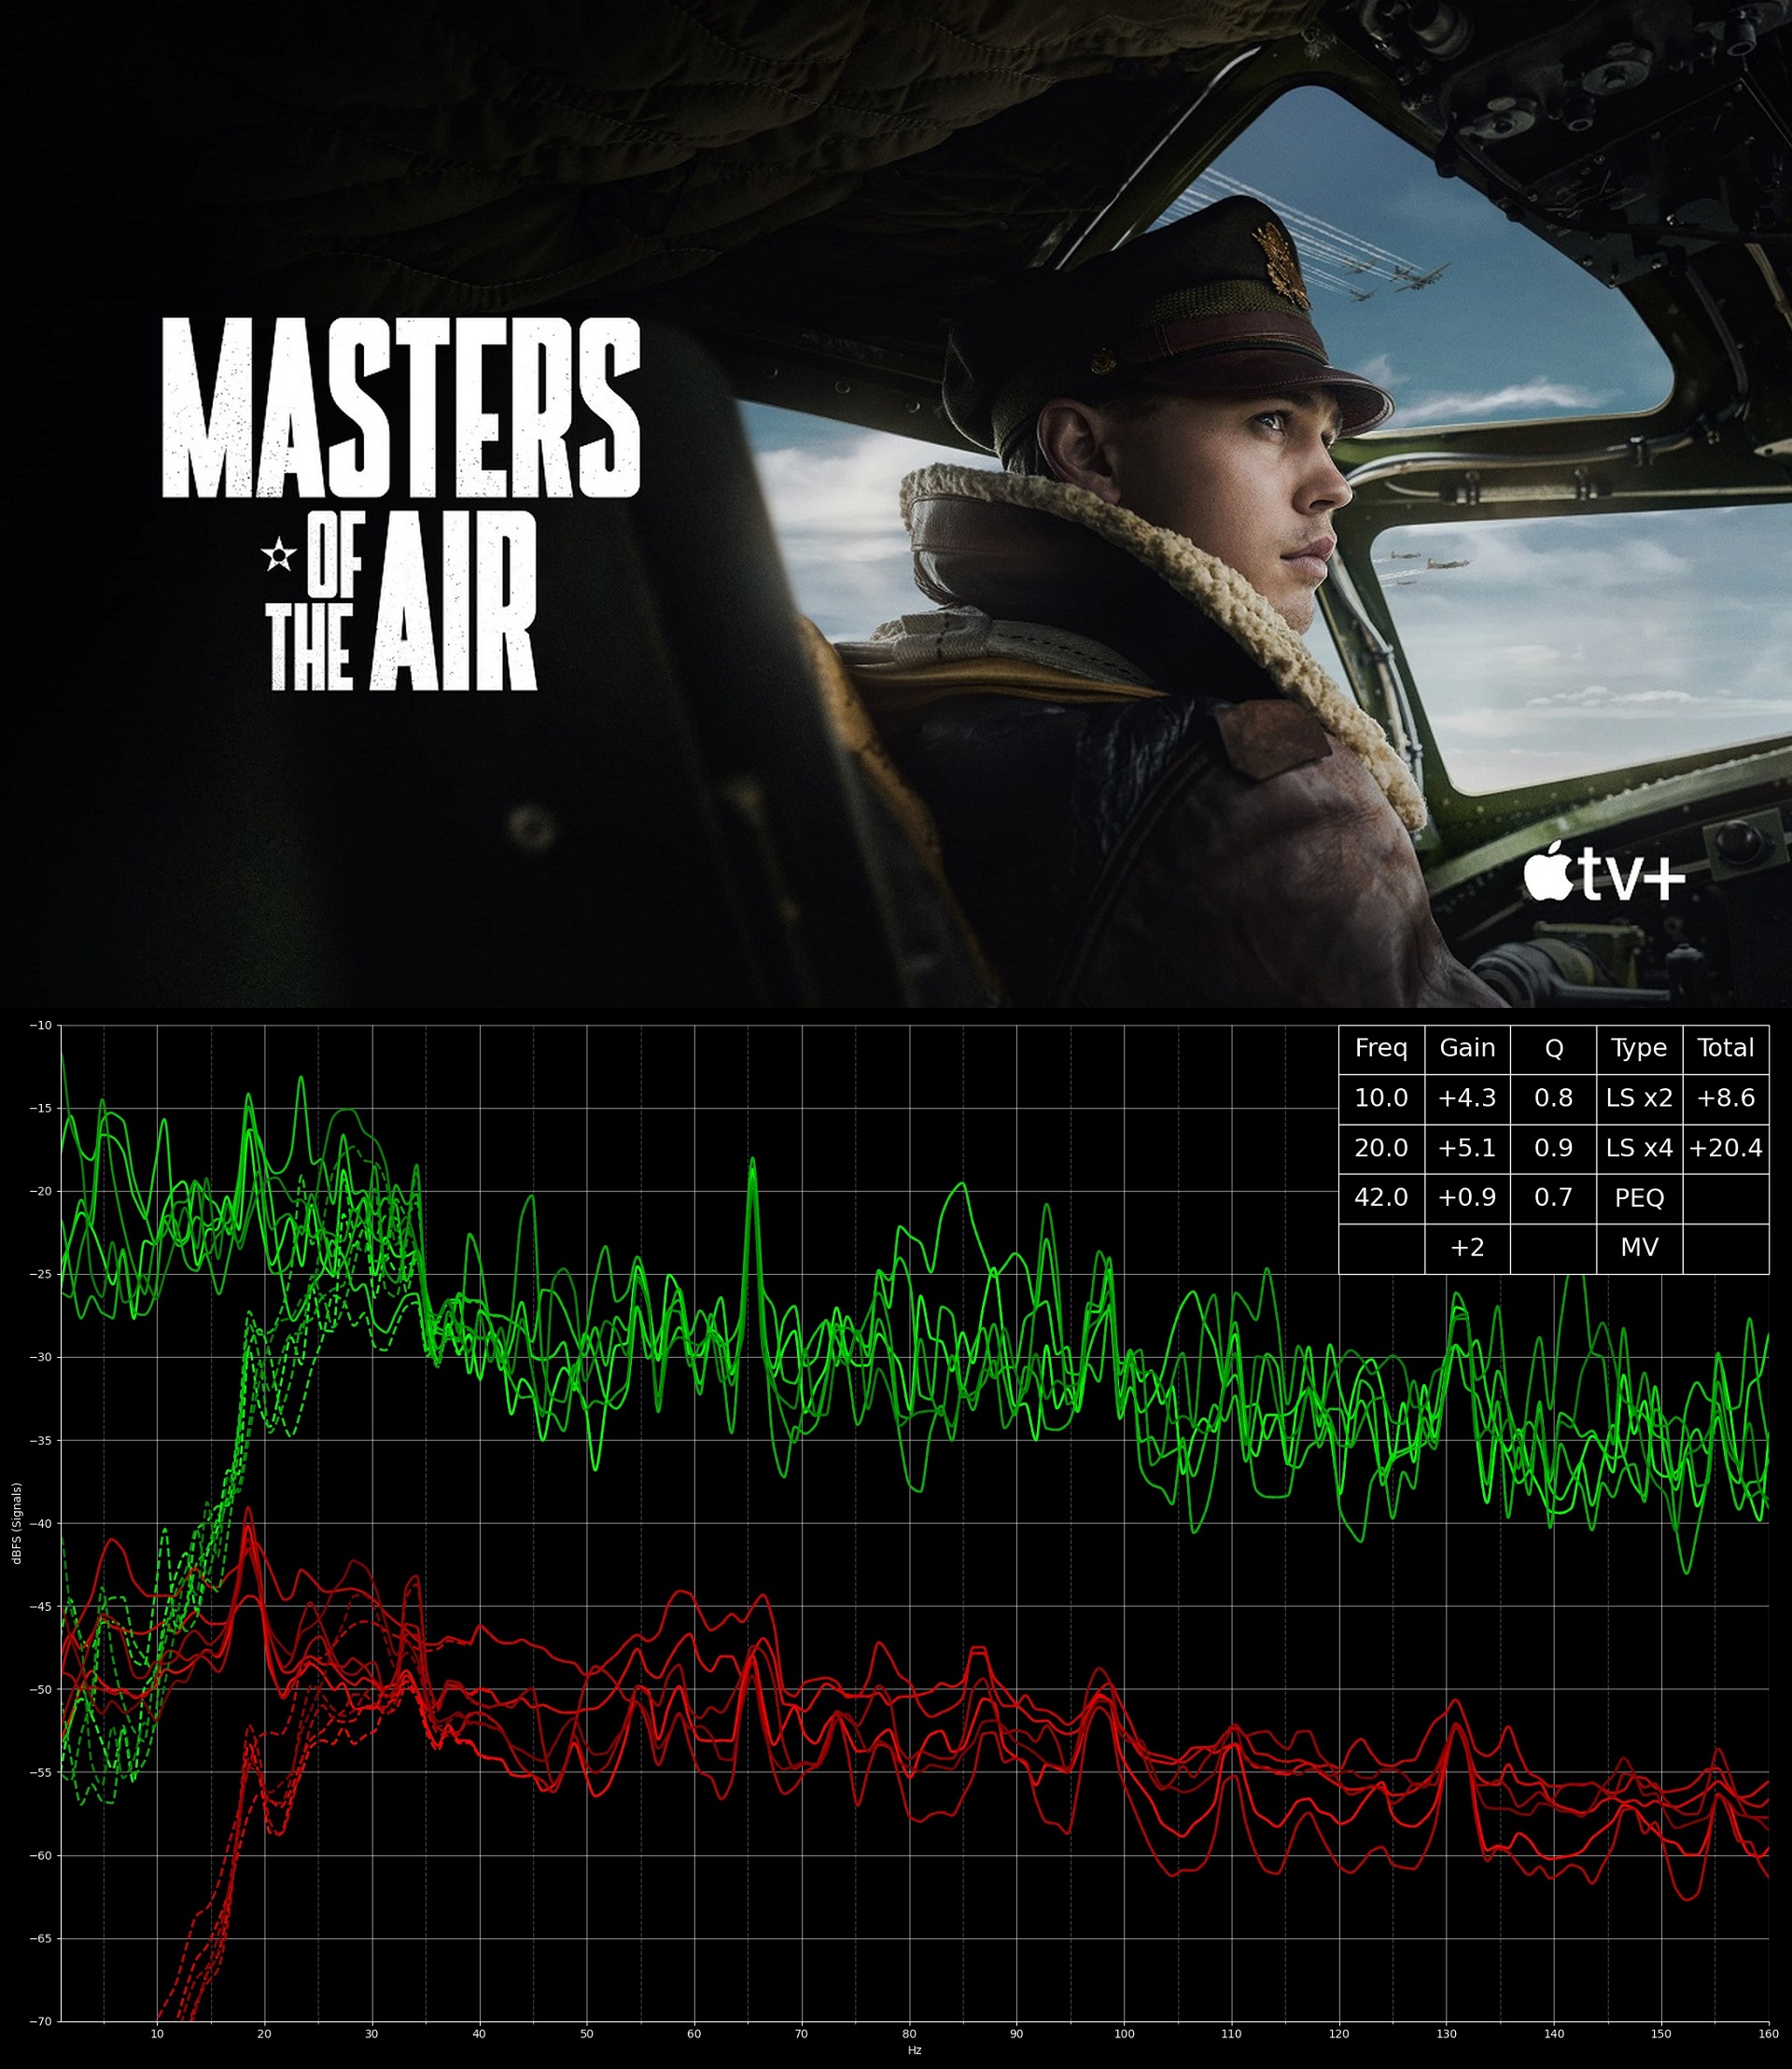 MASTERS
OF
THE AIR
tv+
Freq Gain Q Type Total
10.0 +4.3 0.8 LS x2 +8.6
20.0 +5.1 0.9 LS x4 +20.4
42.0 +0.9 0.7 PEQ
+2 MV
−10
−15
−20
−25
−30
−35
−40
−45
−50
−55
−60
−65
−70
dBFS (Signals)
10 20 30 40 50 60 70 80 90 100 110 120 130 140 150 160
Hz